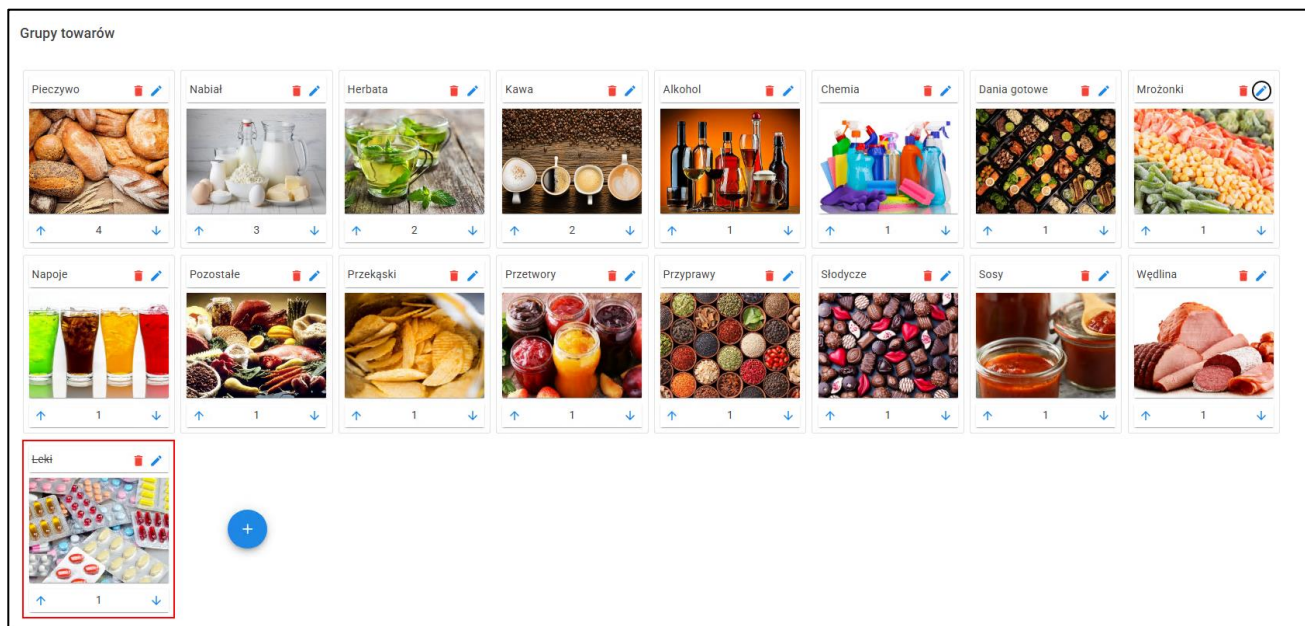 Grupy towarów
Pieczywo Nabiał Herbata Kawa Alkohol Chemia Dania gotowe Mrożonki
4 3 2 2 1 1 1 1
Napoje Pozostałe Przekąski Przetwory Przyprawy Słodycze Sosy Wędlina
1 1 1 1 1 1 1 1
Leki
+
1